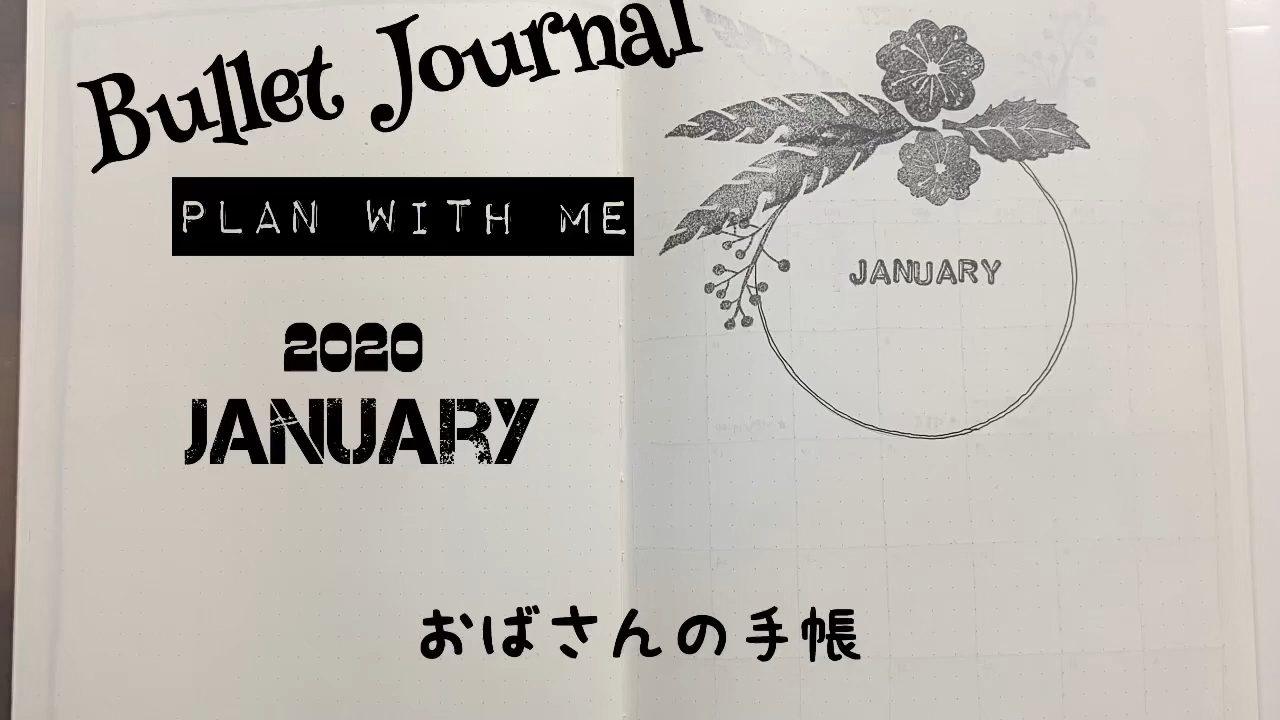 Bullet Journal
PLAN WITH ME
2020
JANUARY
JANUARY
おばさんの手帳